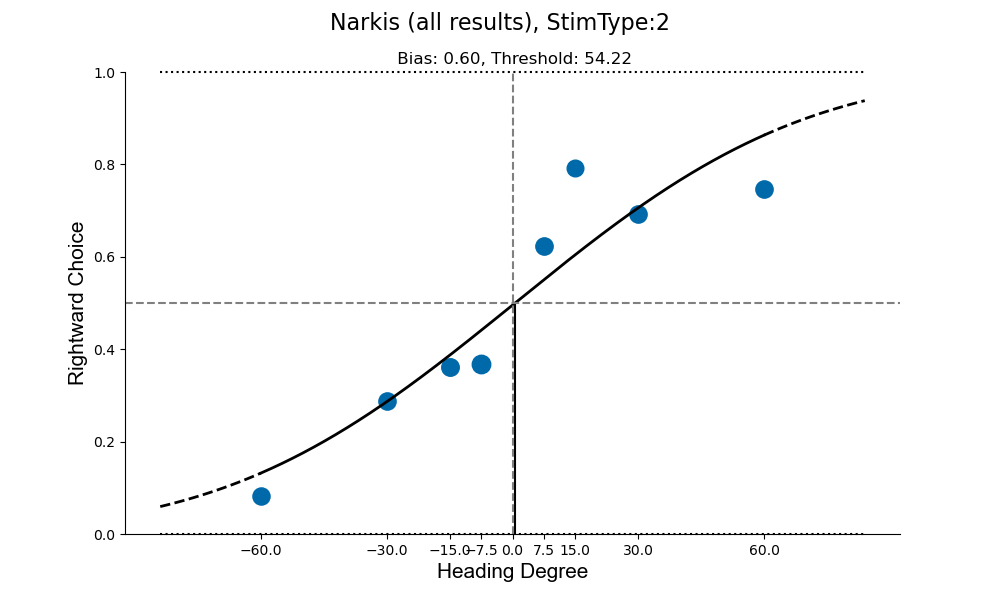 Narkis (all results), StimType:2
Bias: 0.60, Threshold: 54.22
1.0
0.8
0.6
0.4
0.2
0.0
Rightward Choice
−60.0 −30.0 −15.0 −7.5 0.0 7.5 15.0 30.0 60.0
Heading Degree